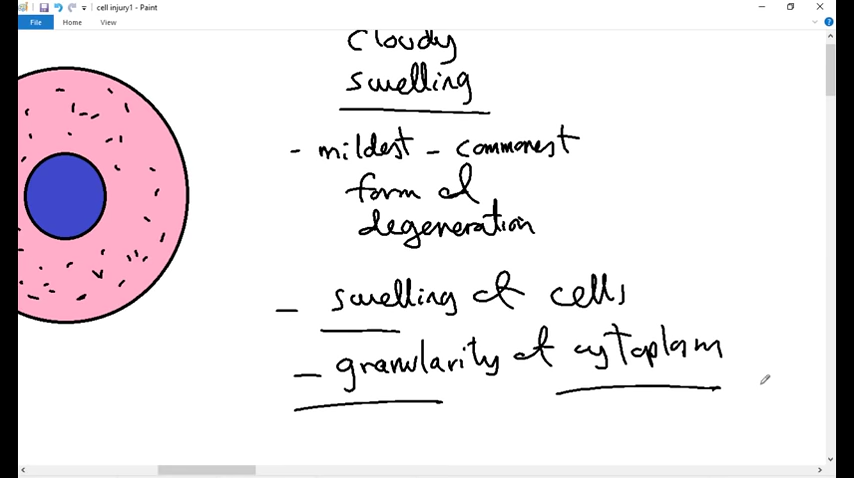 cell injury1 - Paint
File Home View
cloudy
swelling
- mildest - commonest
form of
degeneration
- swelling of cells
- granularity of cytoplasm